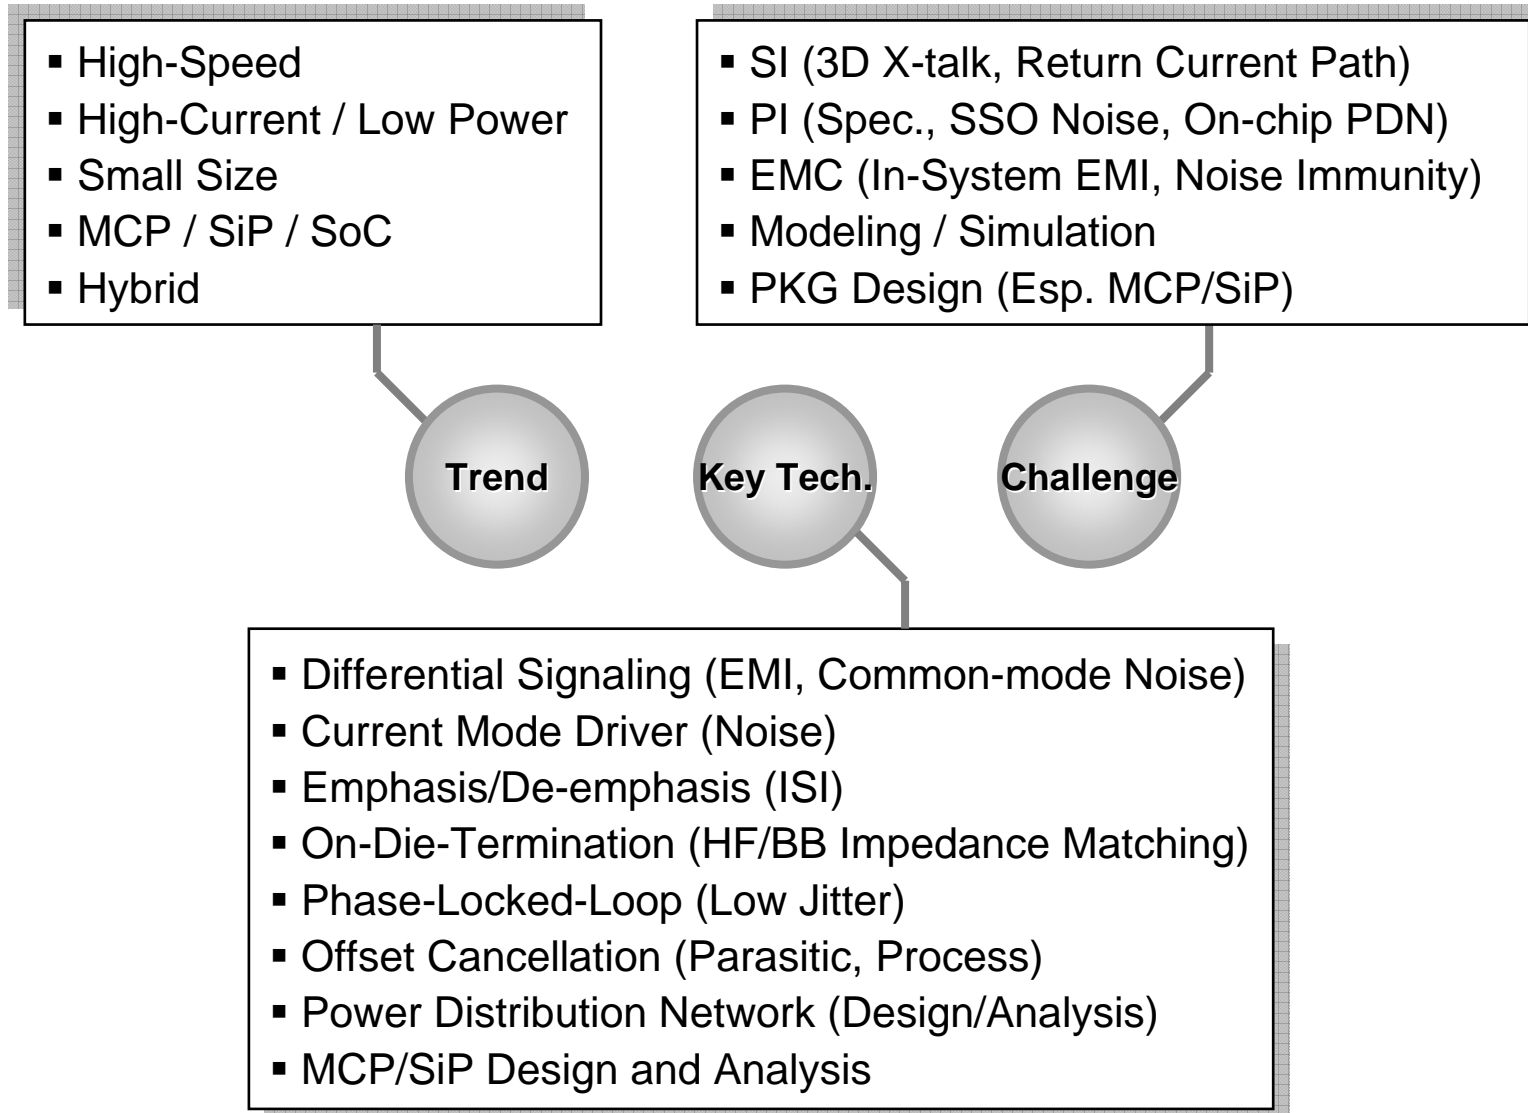 ▪ High-Speed
▪ High-Current / Low Power
▪ Small Size
▪ MCP / SiP / SoC
▪ Hybrid
▪ SI (3D X-talk, Return Current Path)
▪ PI (Spec., SSO Noise, On-chip PDN)
▪ EMC (In-System EMI, Noise Immunity)
▪ Modeling / Simulation
▪ PKG Design (Esp. MCP/SiP)
Trend
Key Tech.
Challenge
▪ Differential Signaling (EMI, Common-mode Noise)
▪ Current Mode Driver (Noise)
▪ Emphasis/De-emphasis (ISI)
▪ On-Die-Termination (HF/BB Impedance Matching)
▪ Phase-Locked-Loop (Low Jitter)
▪ Offset Cancellation (Parasitic, Process)
▪ Power Distribution Network (Design/Analysis)
▪ MCP/SiP Design and Analysis